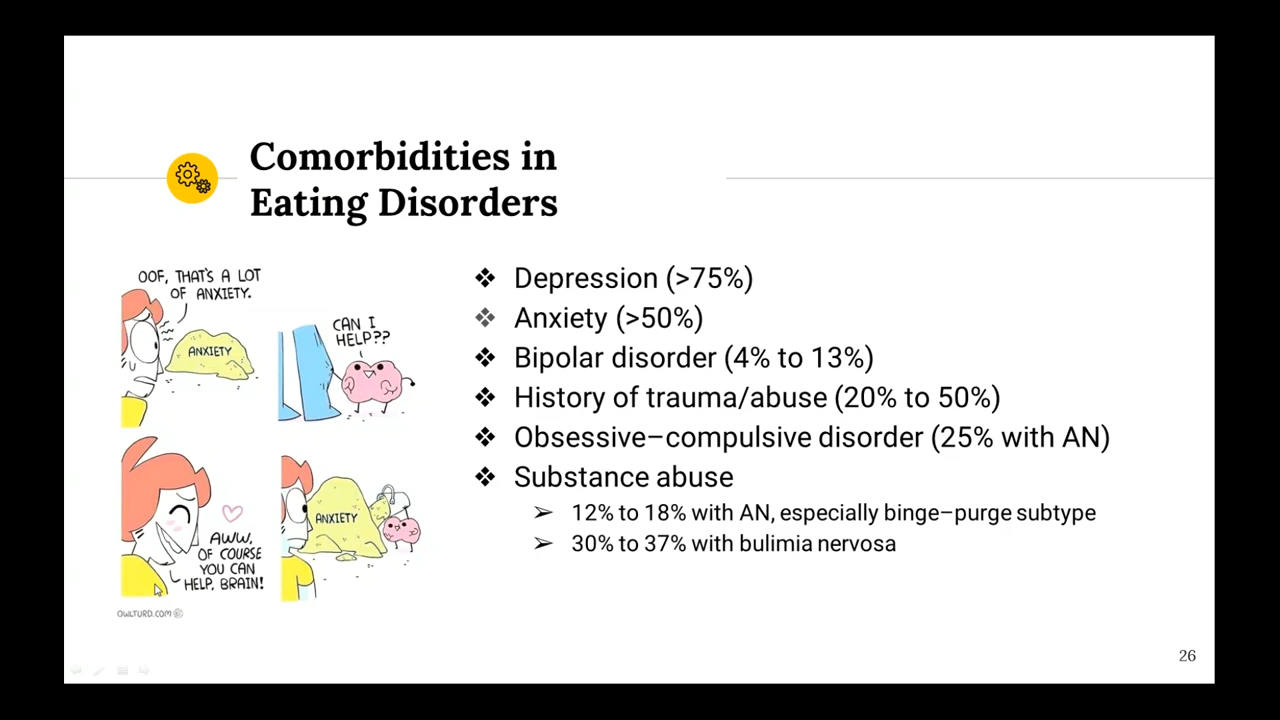 Comorbidities in
Eating Disorders
OOF, THAT'S A LOT
OF ANXIETY.
ANXIETY
CAN I
HELP??
AWW,
OF COURSE
YOU CAN
HELP, BRAIN!
ANXIETY
OWLTURD.COM
❖ Depression (>75%)
❖ Anxiety (>50%)
❖ Bipolar disorder (4% to 13%)
❖ History of trauma/abuse (20% to 50%)
❖ Obsessive–compulsive disorder (25% with AN)
❖ Substance abuse
➢ 12% to 18% with AN, especially binge–purge subtype
➢ 30% to 37% with bulimia nervosa
26